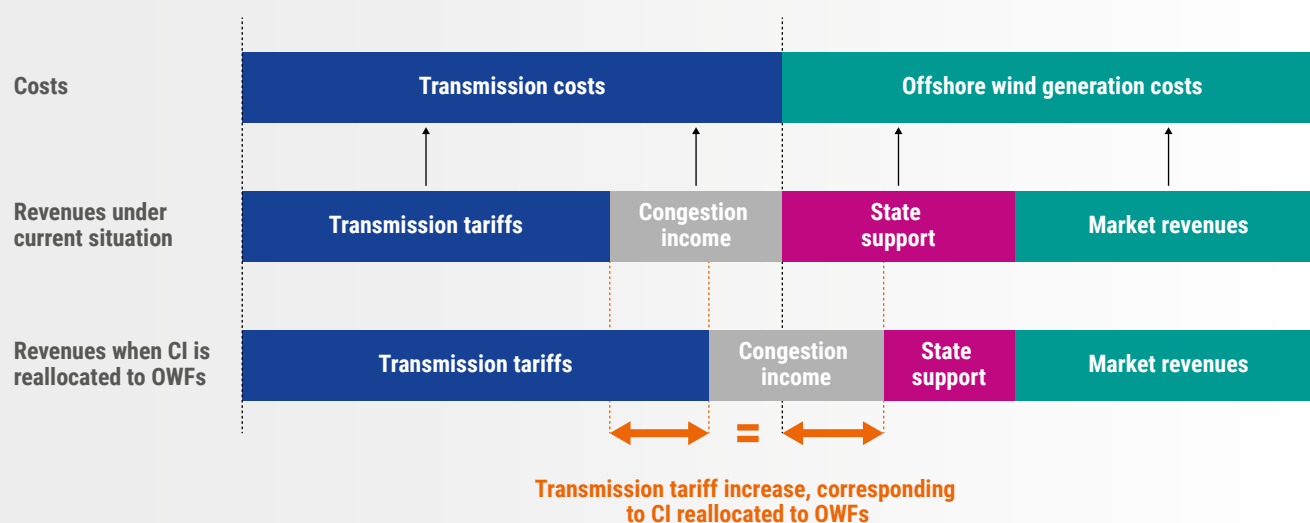 Costs
Transmission costs
Offshore wind generation costs
Revenues under
current situation
Transmission tariffs
Congestion
income
State
support
Market revenues
Revenues when CI is
reallocated to OWFs
Transmission tariffs
Congestion
income
State
support
Market revenues
=
Transmission tariff increase, corresponding
to CI reallocated to OWFs